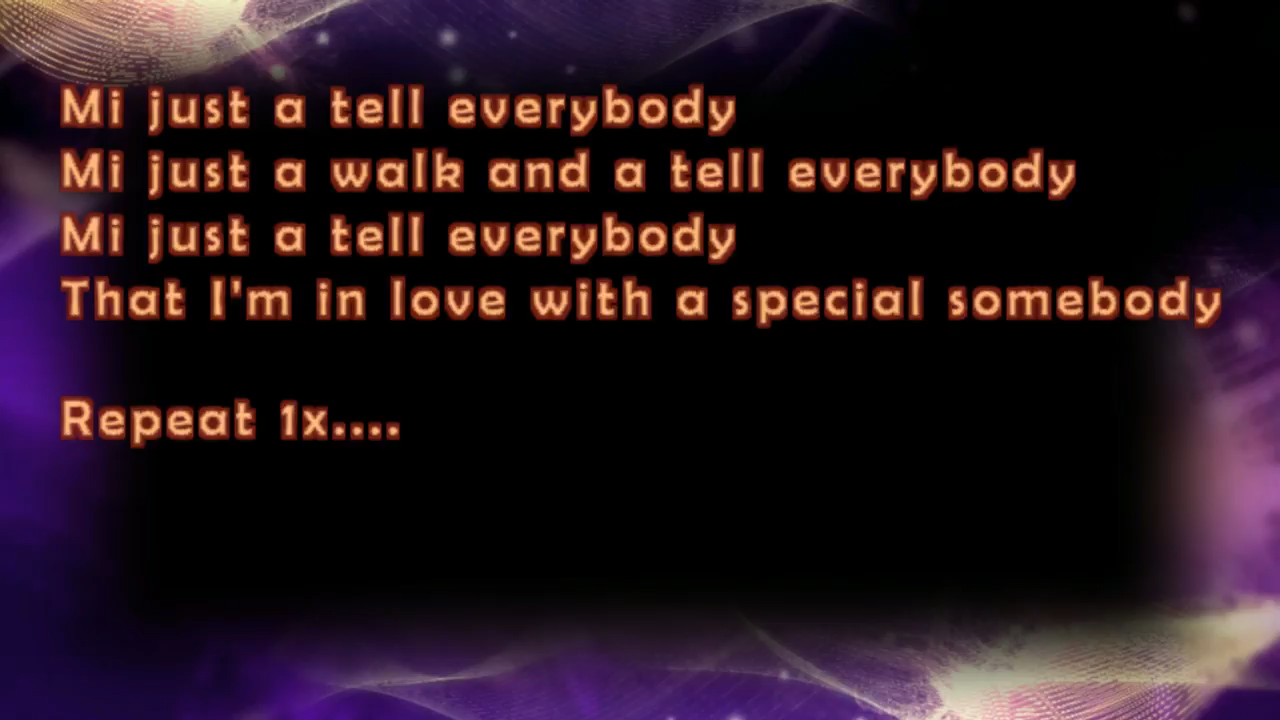 Mi just a tell everybody
Mi just a walk and a tell everybody
Mi just a tell everybody
That I'm in love with a special somebody
Repeat 1x....